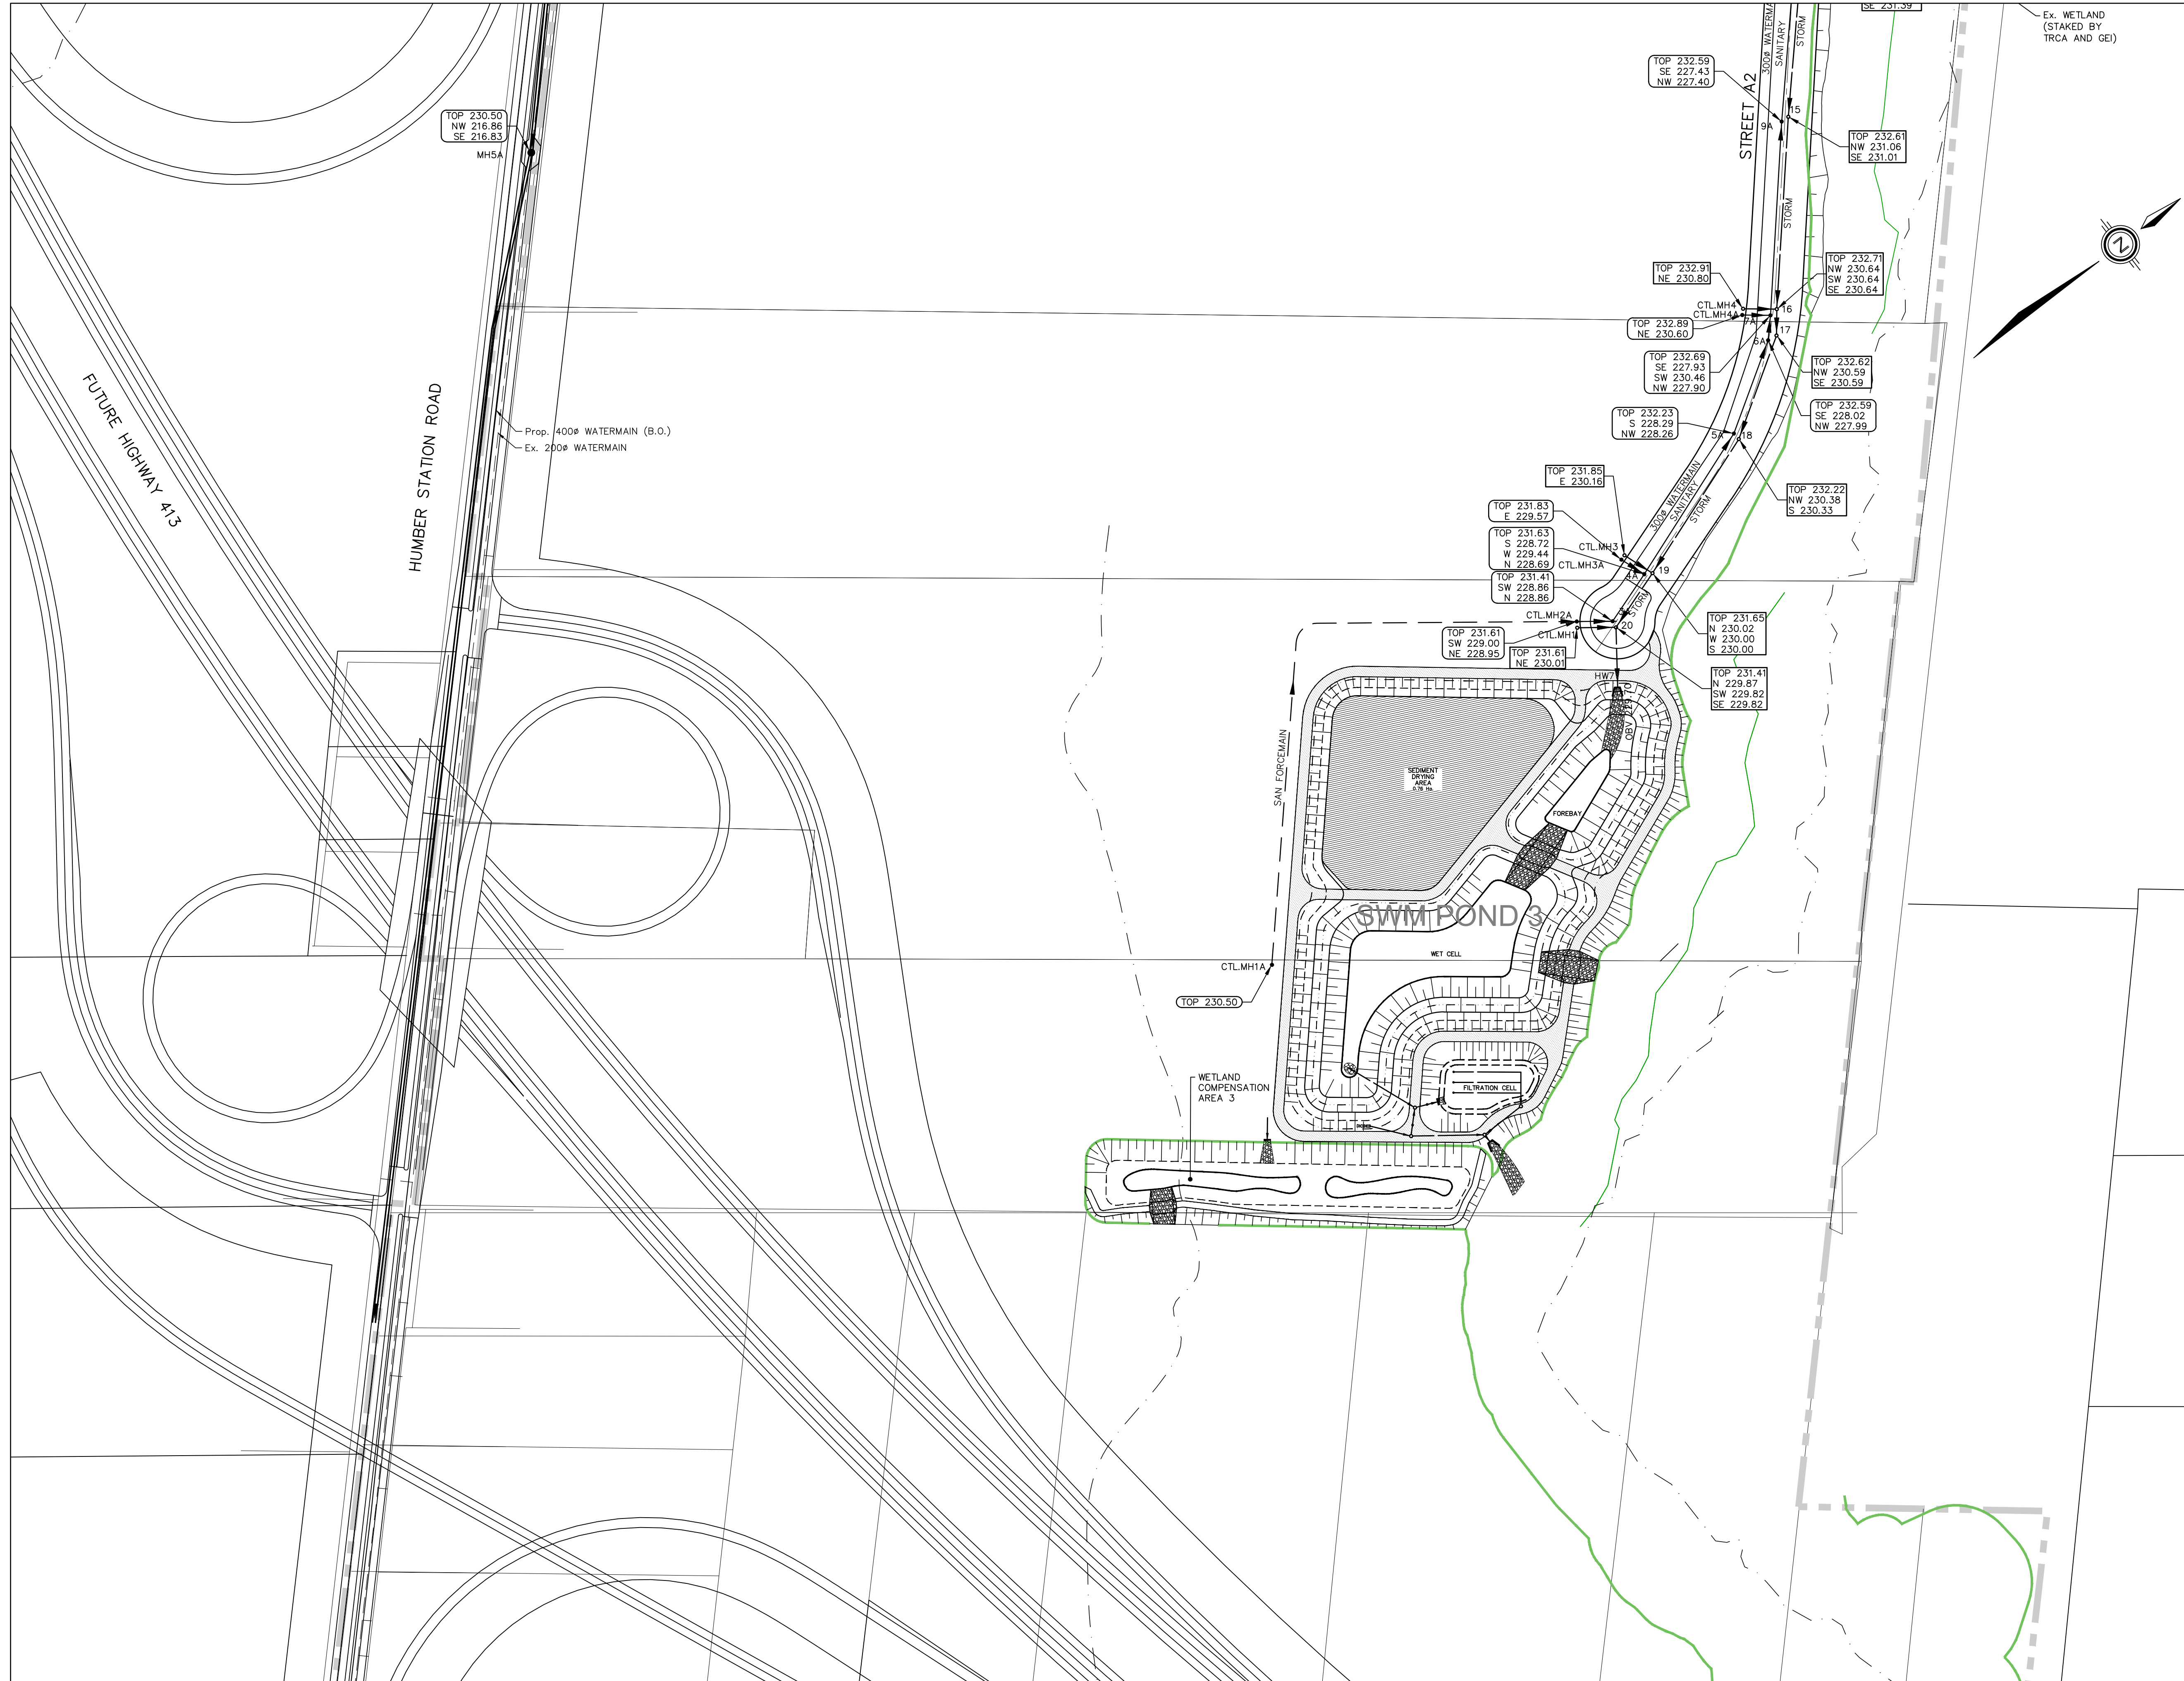 SE 231.39
Ex. WETLAND
(STAKED BY
TRCA AND GEI)
300ø WATERMA
SANITARY
STORM
TOP 232.59
SE 227.43
NW 227.40
STREET A2
9A
15
TOP 232.61
NW 231.06
SE 231.01
TOP 230.50
NW 216.86
SE 216.83
MH5A
STORM
N
TOP 232.91
NE 230.80
TOP 232.71
NW 230.64
SW 230.64
SE 230.64
CTL.MH4
CTL.MH4A
16
7A
TOP 232.89
NE 230.60
17
6A
TOP 232.69
SE 227.93
SW 230.46
NW 227.90
TOP 232.62
NW 230.59
SE 230.59
TOP 232.59
SE 228.02
NW 227.99
TOP 232.23
S 228.29
NW 228.26
5A
18
FUTURE HIGHWAY 413
HUMBER STATION ROAD
Prop. 400ø WATERMAIN (B.O.)
Ex. 200ø WATERMAIN
300ø WATERMAIN
SANITARY
STORM
TOP 231.85
E 230.16
TOP 232.22
NW 230.38
S 230.33
TOP 231.83
E 229.57
TOP 231.63
S 228.72
W 229.44
N 228.69
CTL.MH3
CTL.MH3A
4A
19
TOP 231.41
SW 228.86
N 228.86
STORM
CTL.MH2A
CTL.MH1
20
TOP 231.65
N 230.02
W 230.00
S 230.00
TOP 231.61
SW 229.00
NE 228.95
TOP 231.61
NE 230.01
TOP 231.41
N 229.87
SW 229.82
SE 229.82
HW7
SAN FORCEMAIN
SEDIMENT
DRYING
AREA
0.76 Ha.
FOREBAY
SWM POND 3
WET CELL
CTL.MH1A
TOP 230.50
WETLAND
COMPENSATION
AREA 3
FILTRATION CELL